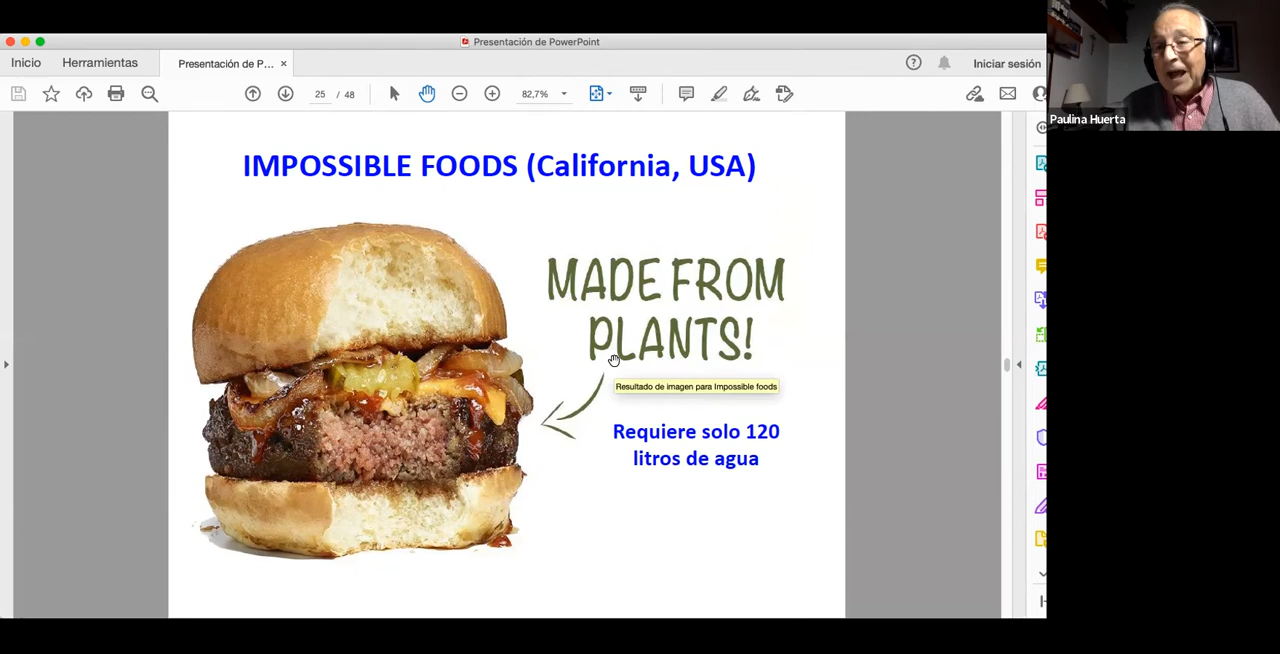 Presentación de PowerPoint
Inicio
Herramientas
Presentación de P... ×
Iniciar sesión
25 / 48
82,7%
Paulina Huerta
IMPOSSIBLE FOODS (California, USA)
MADE FROM
PLANTS!
Resultado de imagen para Impossible foods
Requiere solo 120
litros de agua